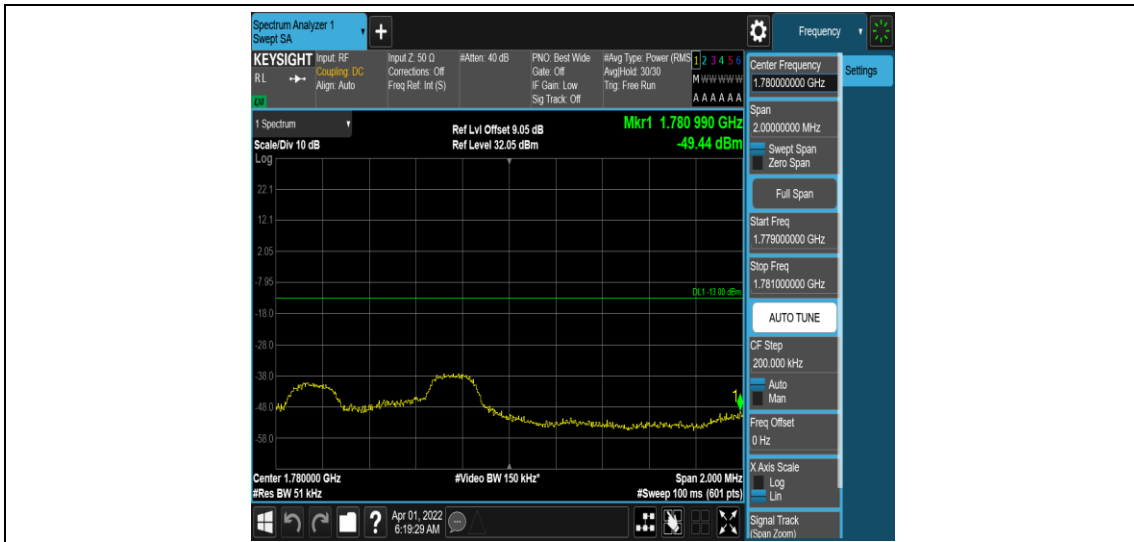 Spectrum Analyzer 1
Swept SA
+
Frequency
KEYSIGHT
RL
LXI
Input: RF
Coupling: DC
Align: Auto
Input Z: 50 Ω
Corrections: Off
Freq Ref: Int (S)
#Atten: 40 dB
PNO: Best Wide
Gate: Off
IF Gain: Low
Sig Track: Off
#Avg Type: Power (RMS
Avg|Hold: 30/30
Trig: Free Run
1 2 3 4 5 6
M W W W W W
A A A A A A
1 Spectrum
Scale/Div 10 dB
Log
Ref Lvl Offset 9.05 dB
Ref Level 32.05 dBm
Mkr1 1.780 990 GHz
-49.44 dBm
22.1
12.1
2.05
-7.95
DL1 -13.00 dBm
-18.0
-28.0
-38.0
1
-48.0
-58.0
Center 1.780000 GHz
#Res BW 51 kHz
#Video BW 150 kHz*
Span 2.000 MHz
#Sweep 100 ms (601 pts)
?
Apr 01, 2022
6:19:29 AM
Center Frequency
1.780000000 GHz
Settings
Span
2.00000000 MHz
Swept Span
Zero Span
Full Span
Start Freq
1.779000000 GHz
Stop Freq
1.781000000 GHz
AUTO TUNE
CF Step
200.000 kHz
Auto
Man
Freq Offset
0 Hz
X Axis Scale
Log
Lin
Signal Track
(Span Zoom)